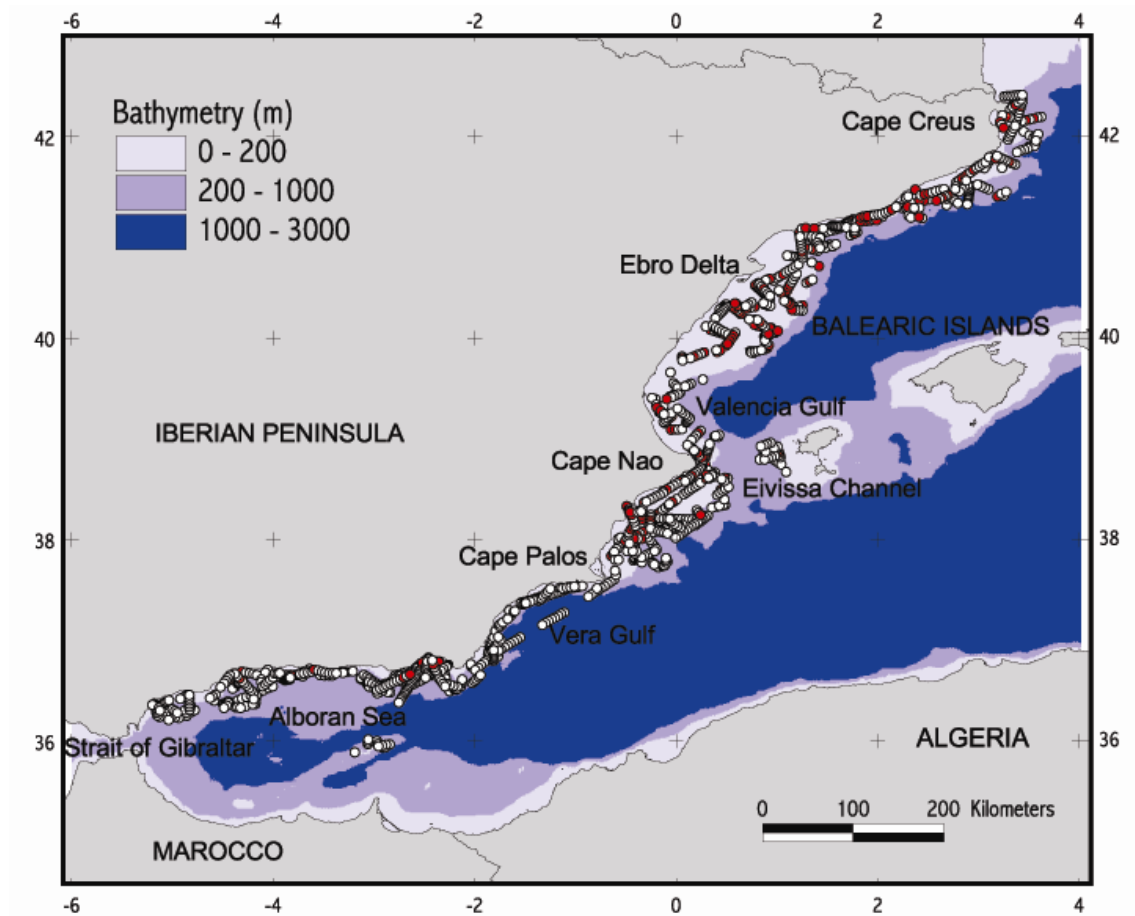 -6 -4 -2 0 2 4
Bathymetry (m)
0 - 200
200 - 1000
1000 - 3000
Cape Creus
42 42
Ebro Delta
BALEARIC ISLANDS
40 40
Valencia Gulf
IBERIAN PENINSULA
Cape Nao
Eivissa Channel
38 38
Cape Palos
Vera Gulf
Alboran Sea
Strait of Gibraltar
36 36
ALGERIA
0 100 200 Kilometers
MAROCCO
-6 -4 -2 0 2 4